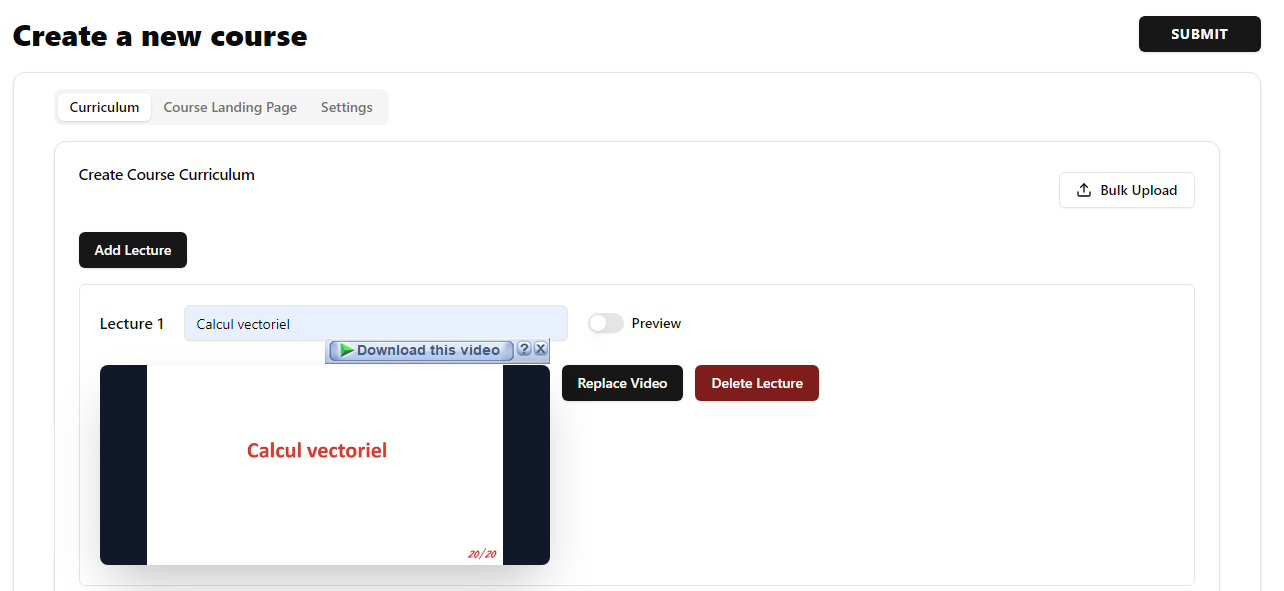 Create a new course
SUBMIT
Curriculum Course Landing Page Settings
Create Course Curriculum
Bulk Upload
Add Lecture
Lecture 1 Calcul vectoriel Preview
Download this video ? X
Replace Video Delete Lecture
Calcul vectoriel
20/20